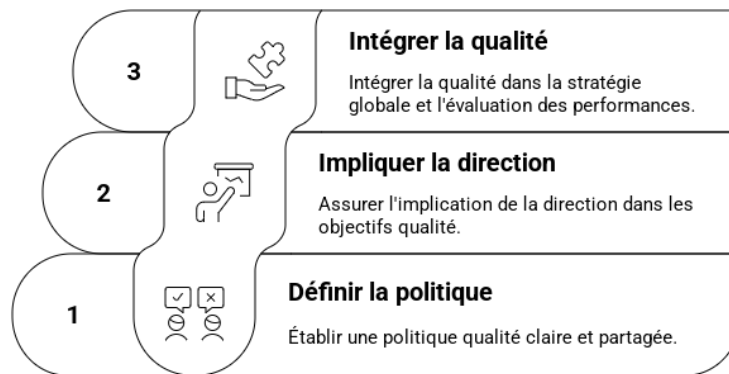 3
Intégrer la qualité
Intégrer la qualité dans la stratégie
globale et l'évaluation des performances.
2
Impliquer la direction
Assurer l'implication de la direction dans les
objectifs qualité.
1
Définir la politique
Établir une politique qualité claire et partagée.